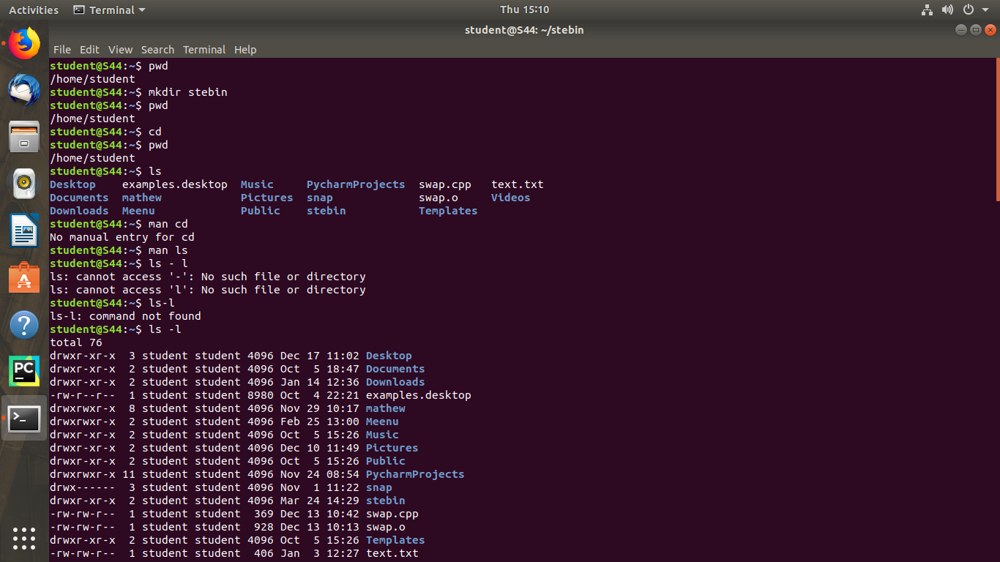 Activities Terminal Thu 15:10
student@S44: ~/stebin
File Edit View Search Terminal Help
student@S44:~$ pwd
/home/student
student@S44:~$ mkdir stebin
student@S44:~$ pwd
/home/student
student@S44:~$ cd
student@S44:~$ pwd
/home/student
student@S44:~$ ls
Desktop    examples.desktop  Music     PycharmProjects  swap.cpp   text.txt
Documents  mathew            Pictures  snap             swap.o     Videos
Downloads  Meenu             Public    stebin           Templates
student@S44:~$ man cd
No manual entry for cd
student@S44:~$ man ls
student@S44:~$ ls - l
ls: cannot access '-': No such file or directory
ls: cannot access 'l': No such file or directory
student@S44:~$ ls-l
ls-l: command not found
student@S44:~$ ls -l
total 76
drwxr-xr-x  3 student student 4096 Dec 17 11:02 Desktop
drwxr-xr-x  2 student student 4096 Oct  5 18:47 Documents
drwxr-xr-x  2 student student 4096 Jan 14 12:36 Downloads
-rw-r--r--  1 student student 8980 Oct  4 22:21 examples.desktop
drwxrwxr-x  8 student student 4096 Nov 29 10:17 mathew
drwxrwxr-x  2 student student 4096 Feb 25 13:00 Meenu
drwxr-xr-x  2 student student 4096 Oct  5 15:26 Music
drwxr-xr-x  2 student student 4096 Dec 10 11:49 Pictures
drwxr-xr-x  2 student student 4096 Oct  5 15:26 Public
drwxrwxr-x 11 student student 4096 Nov 24 08:54 PycharmProjects
drwx------  3 student student 4096 Nov  1 11:22 snap
drwxr-xr-x  2 student student 4096 Mar 24 14:29 stebin
-rw-rw-r--  1 student student  369 Dec 13 10:42 swap.cpp
-rw-rw-r--  1 student student  928 Dec 13 10:13 swap.o
drwxr-xr-x  2 student student 4096 Oct  5 15:26 Templates
-rw-rw-r--  1 student student  406 Jan  3 12:27 text.txt
PC